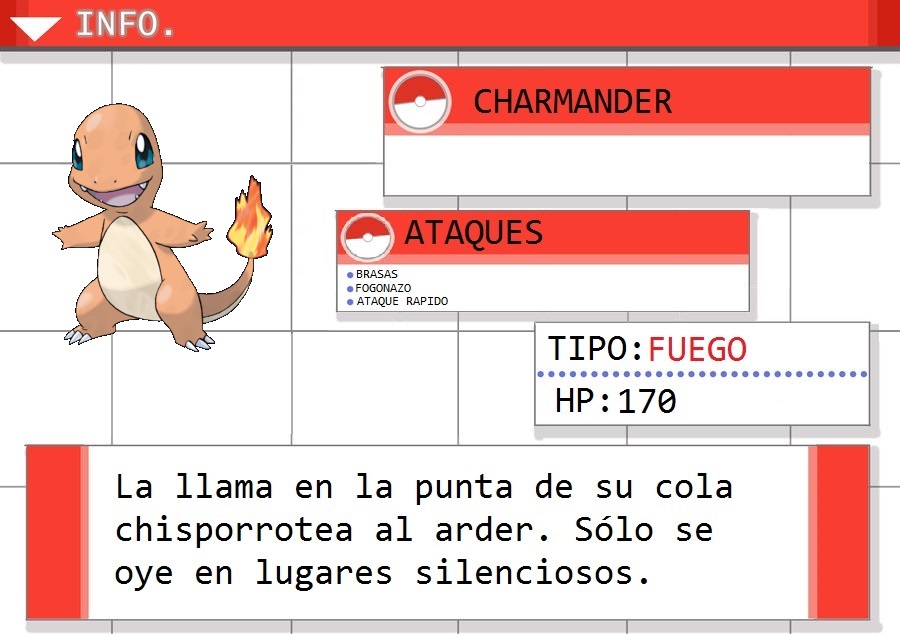 INFO.
CHARMANDER
ATAQUES
BRASAS
FOGONAZO
ATAQUE RAPIDO
TIPO:FUEGO
HP:170
La llama en la punta de su cola
chisporrotea al arder. Sólo se
oye en lugares silenciosos.